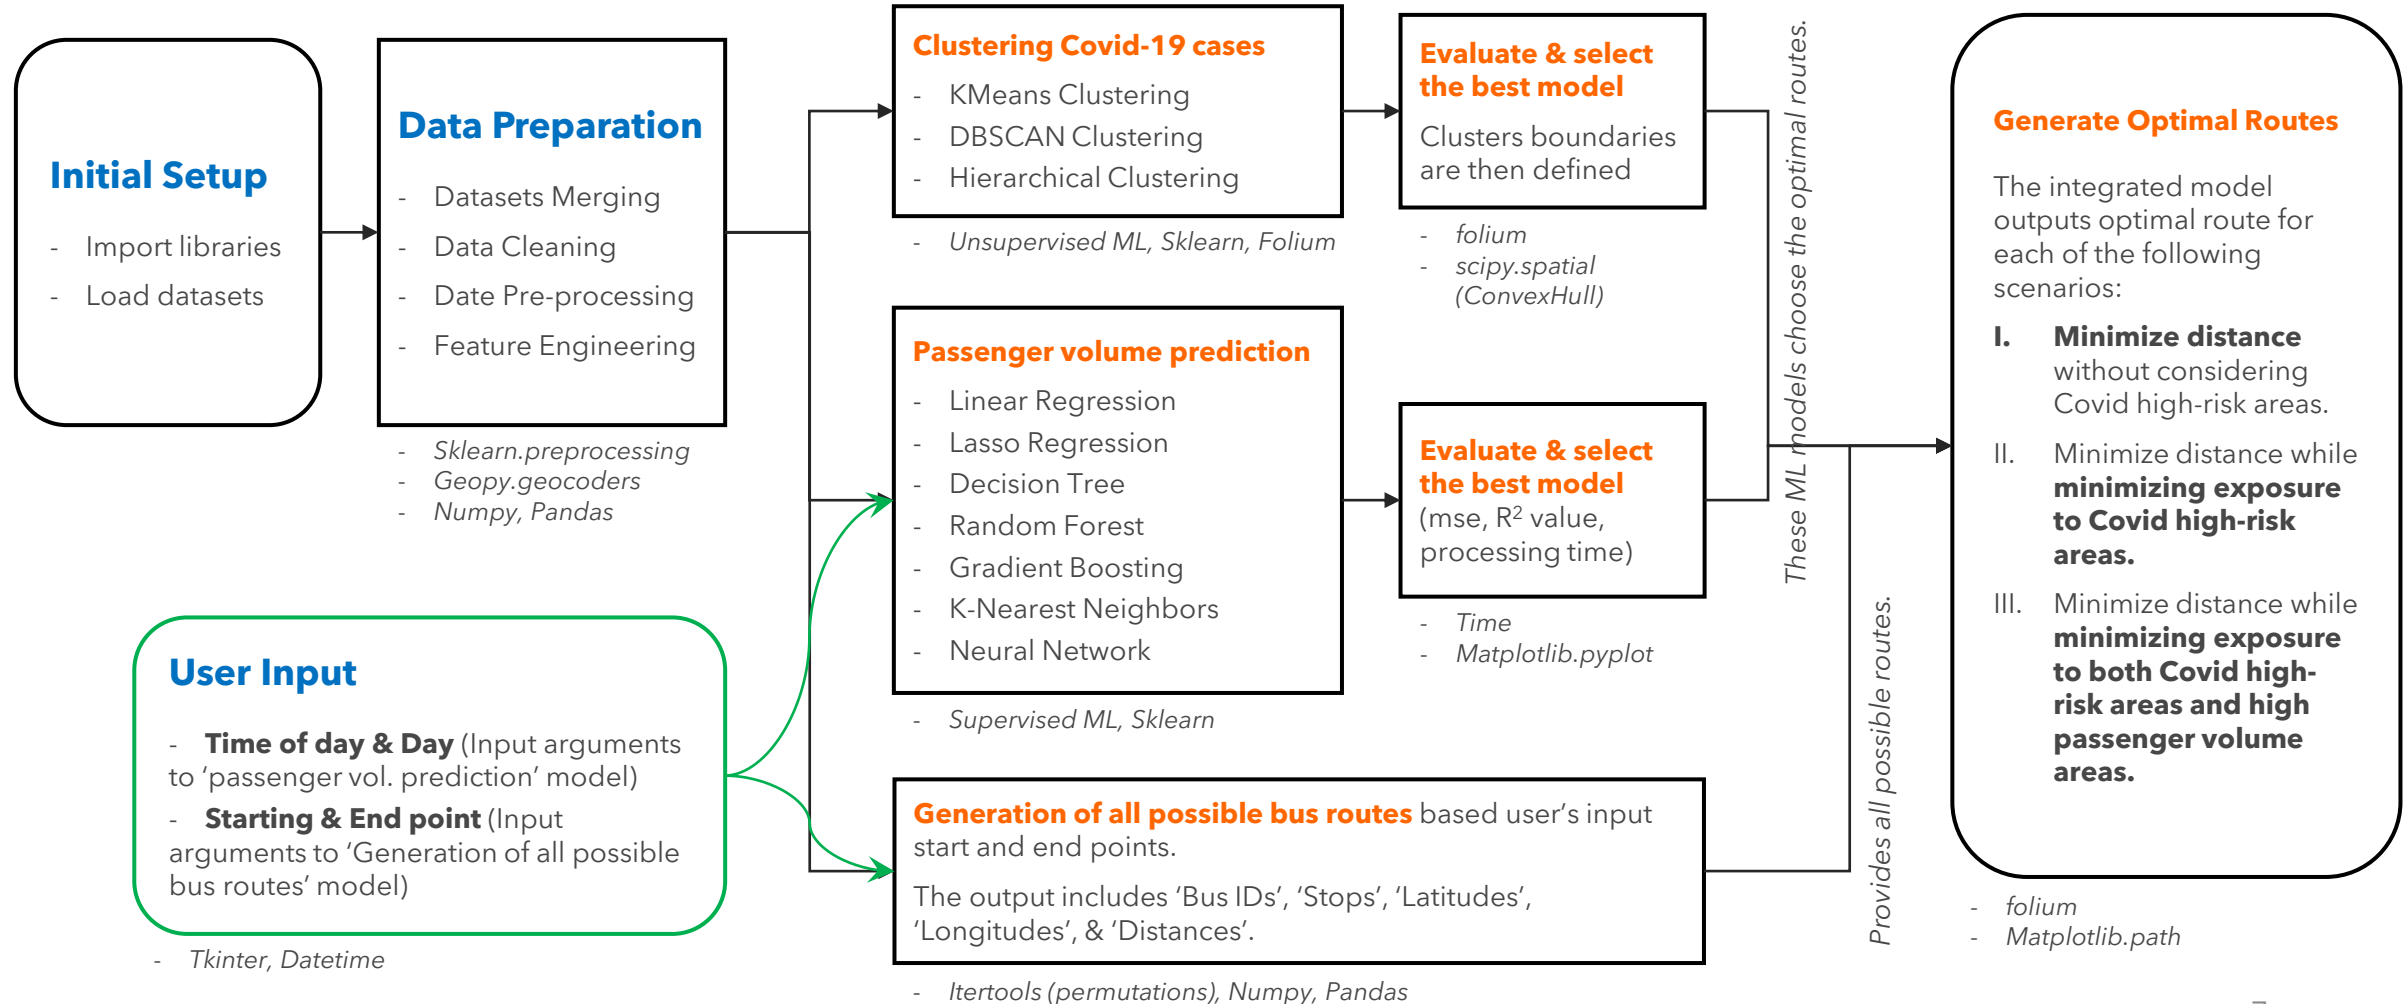 Initial Setup
- Import libraries
- Load datasets
Data Preparation
- Datasets Merging
- Data Cleaning
- Date Pre-processing
- Feature Engineering
- Sklearn.preprocessing
- Geopy.geocoders
- Numpy, Pandas
User Input
- Time of day & Day (Input arguments
to ‘passenger vol. prediction’ model)
- Starting & End point (Input
arguments to ‘Generation of all possible
bus routes’ model)
- Tkinter, Datetime
Clustering Covid-19 cases
- KMeans Clustering
- DBSCAN Clustering
- Hierarchical Clustering
- Unsupervised ML, Sklearn, Folium
Evaluate & select
the best model
Clusters boundaries
are then defined
- folium
- scipy.spatial
(ConvexHull)
Passenger volume prediction
- Linear Regression
- Lasso Regression
- Decision Tree
- Random Forest
- Gradient Boosting
- K-Nearest Neighbors
- Neural Network
- Supervised ML, Sklearn
Evaluate & select
the best model
(mse, R² value,
processing time)
- Time
- Matplotlib.pyplot
Generation of all possible bus routes based user’s input
start and end points.
The output includes ‘Bus IDs’, ‘Stops’, ‘Latitudes’,
‘Longitudes’, & ‘Distances’.
- Itertools (permutations), Numpy, Pandas
These ML models choose the optimal routes.
Provides all possible routes.
Generate Optimal Routes
The integrated model
outputs optimal route for
each of the following
scenarios:
I. Minimize distance
without considering
Covid high-risk areas.
II. Minimize distance while
minimizing exposure
to Covid high-risk
areas.
III. Minimize distance while
minimizing exposure
to both Covid high-
risk areas and high
passenger volume
areas.
- folium
- Matplotlib.path